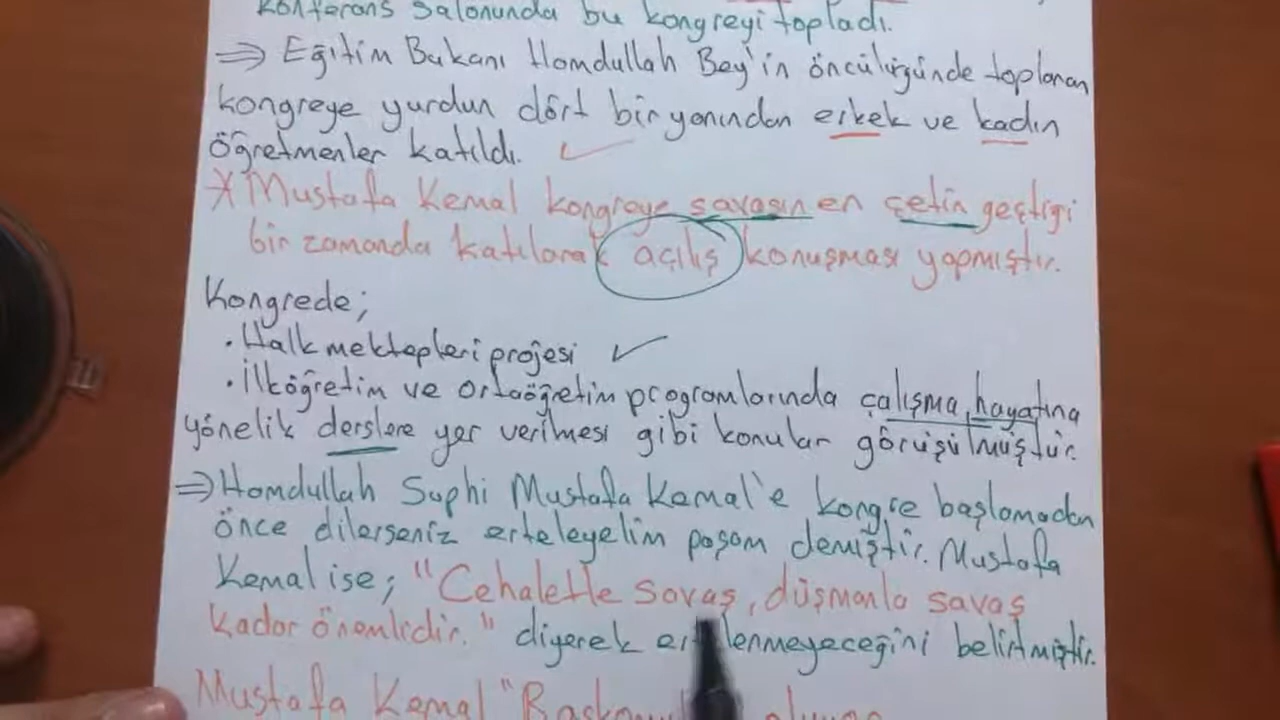 Konferans salonunda bu kongreyi topladı.
⇒ Eğitim Bakanı Hamdullah Bey'in öncülüğünde toplanan
kongreye yurdun dört bir yanından erkek ve kadın
öğretmenler katıldı.
* Mustafa Kemal kongreye savaşın en çetin geçtiği
bir zamanda katılarak açılış konuşması yapmıştır.
Kongrede;
. Halk mektepleri projesi
. İlköğretim ve ortaöğretim programlarında çalışma hayatına
yönelik derslere yer verilmesi gibi konular görüşülmüştür.
⇒ Hamdullah Suphi Mustafa Kemal'e kongre başlamadan
önce dilerseniz erteleyelim paşam demiştir. Mustafa
Kemal ise; "Cehaletle savaş, düşmanla savaş
kadar önemlidir." diyerek ertelenmeyeceğini belirtmiştir.
Mustafa Kemal